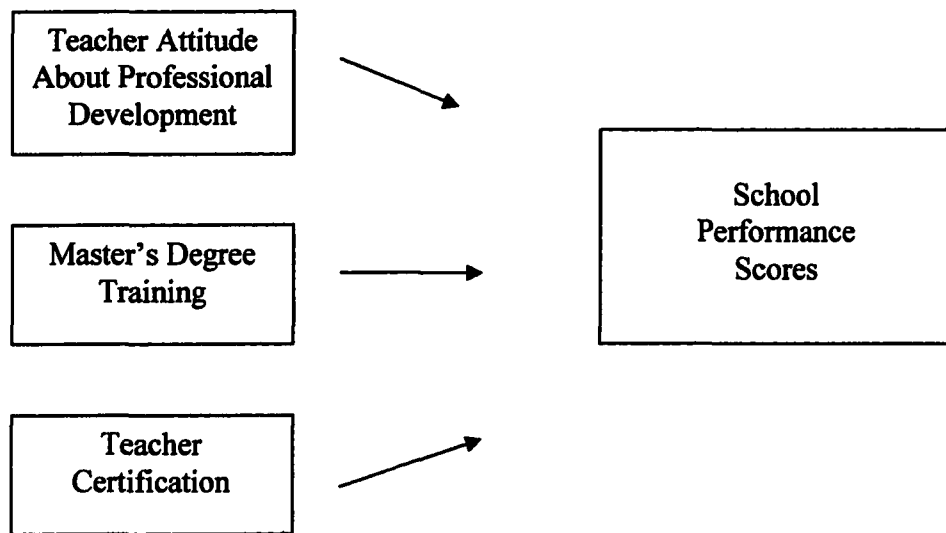 Teacher Attitude
About Professional
Development
Master's Degree
Training
Teacher
Certification
School
Performance
Scores